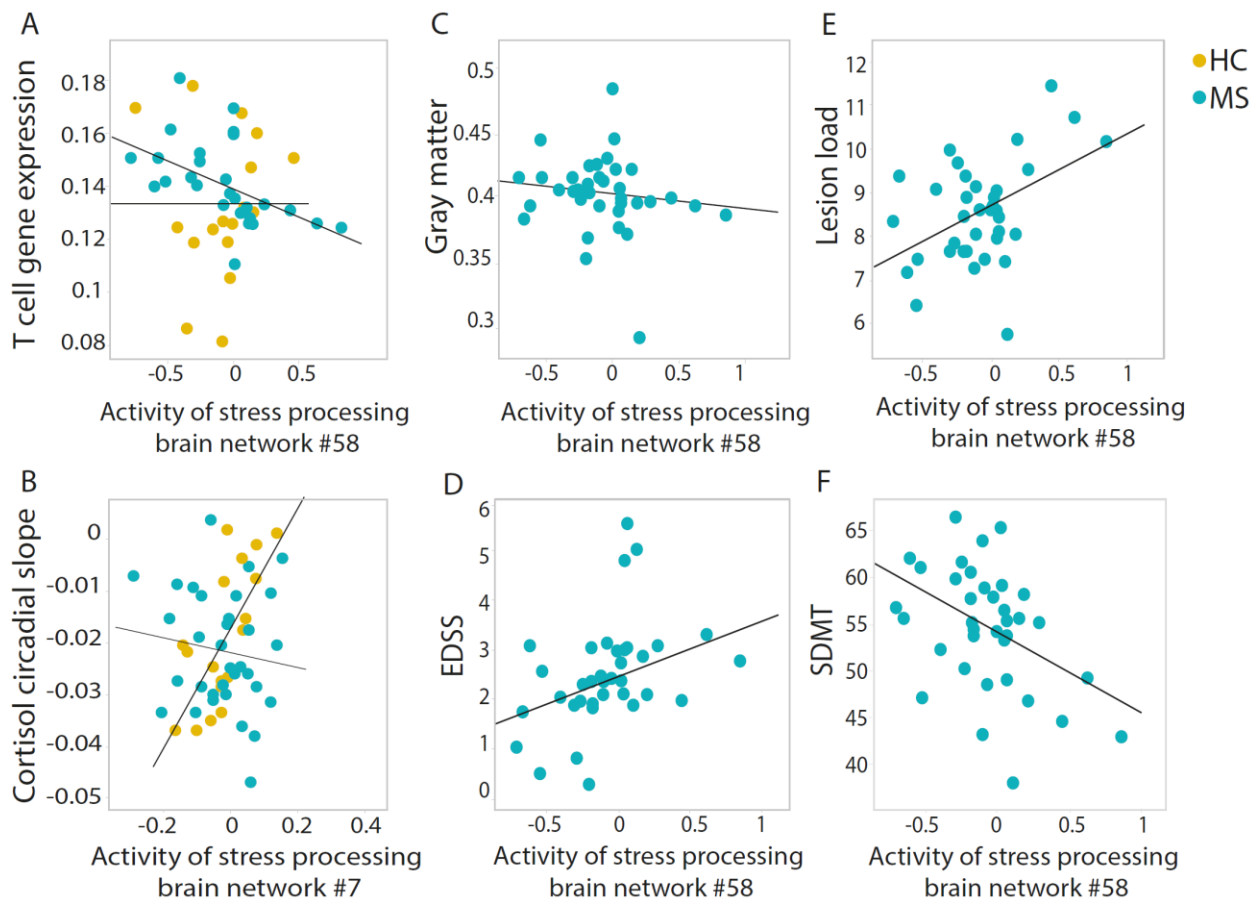 A
T cell gene expression
0.18
0.16
0.14
0.12
0.1
0.08
-0.5
0
0.5
Activity of stress processing
brain network #58
C
Gray matter
0.5
0.45
0.4
0.35
0.3
-0.5
0
0.5
1
Activity of stress processing
brain network #58
E
Lesion load
12
11
10
9
8
7
6
-0.5
0
0.5
1
Activity of stress processing
brain network #58
HC
MS
B
Cortisol circadial slope
0
-0.01
-0.02
-0.03
-0.04
-0.05
-0.2
0
0.2
0.4
Activity of stress processing
brain network #7
D
EDSS
6
5
4
3
2
1
0
-0.5
0
0.5
1
Activity of stress processing
brain network #58
F
SDMT
65
60
55
50
45
40
-0.5
0
0.5
1
Activity of stress processing
brain network #58